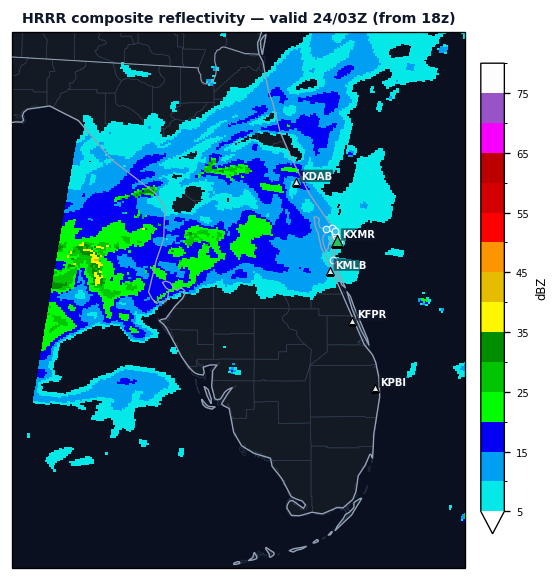 HRRR composite reflectivity — valid 24/03Z (from 18z)
KDAB
KXMR
KMLB
KFPR
KPBI
75
65
55
45
35
25
15
5
dBZ